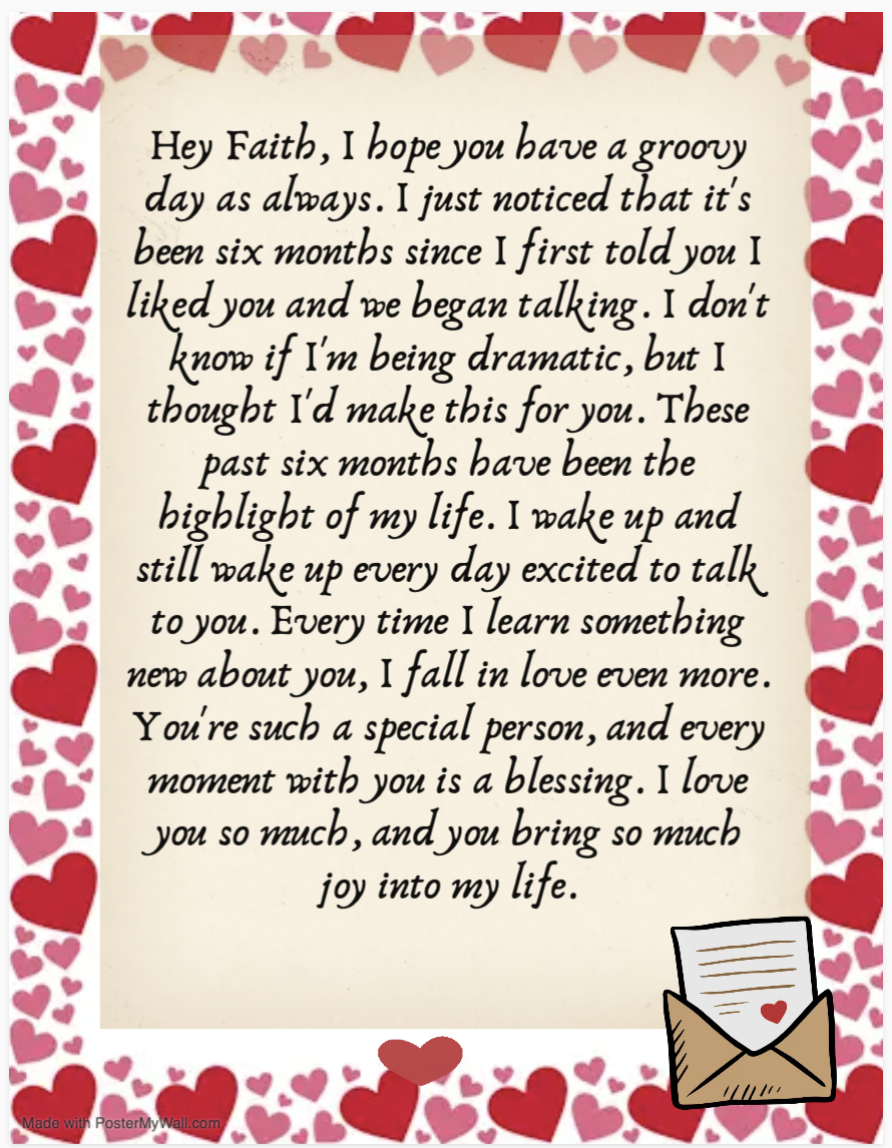 Hey Faith, I hope you have a groovy
day as always. I just noticed that it's
been six months since I first told you I
liked you and we began talking. I don't
know if I'm being dramatic, but I
thought I'd make this for you. These
past six months have been the
highlight of my life. I wake up and
still wake up every day excited to talk
to you. Every time I learn something
new about you, I fall in love even more.
You're such a special person, and every
moment with you is a blessing. I love
you so much, and you bring so much
joy into my life.
Made with PosterMyWall.com